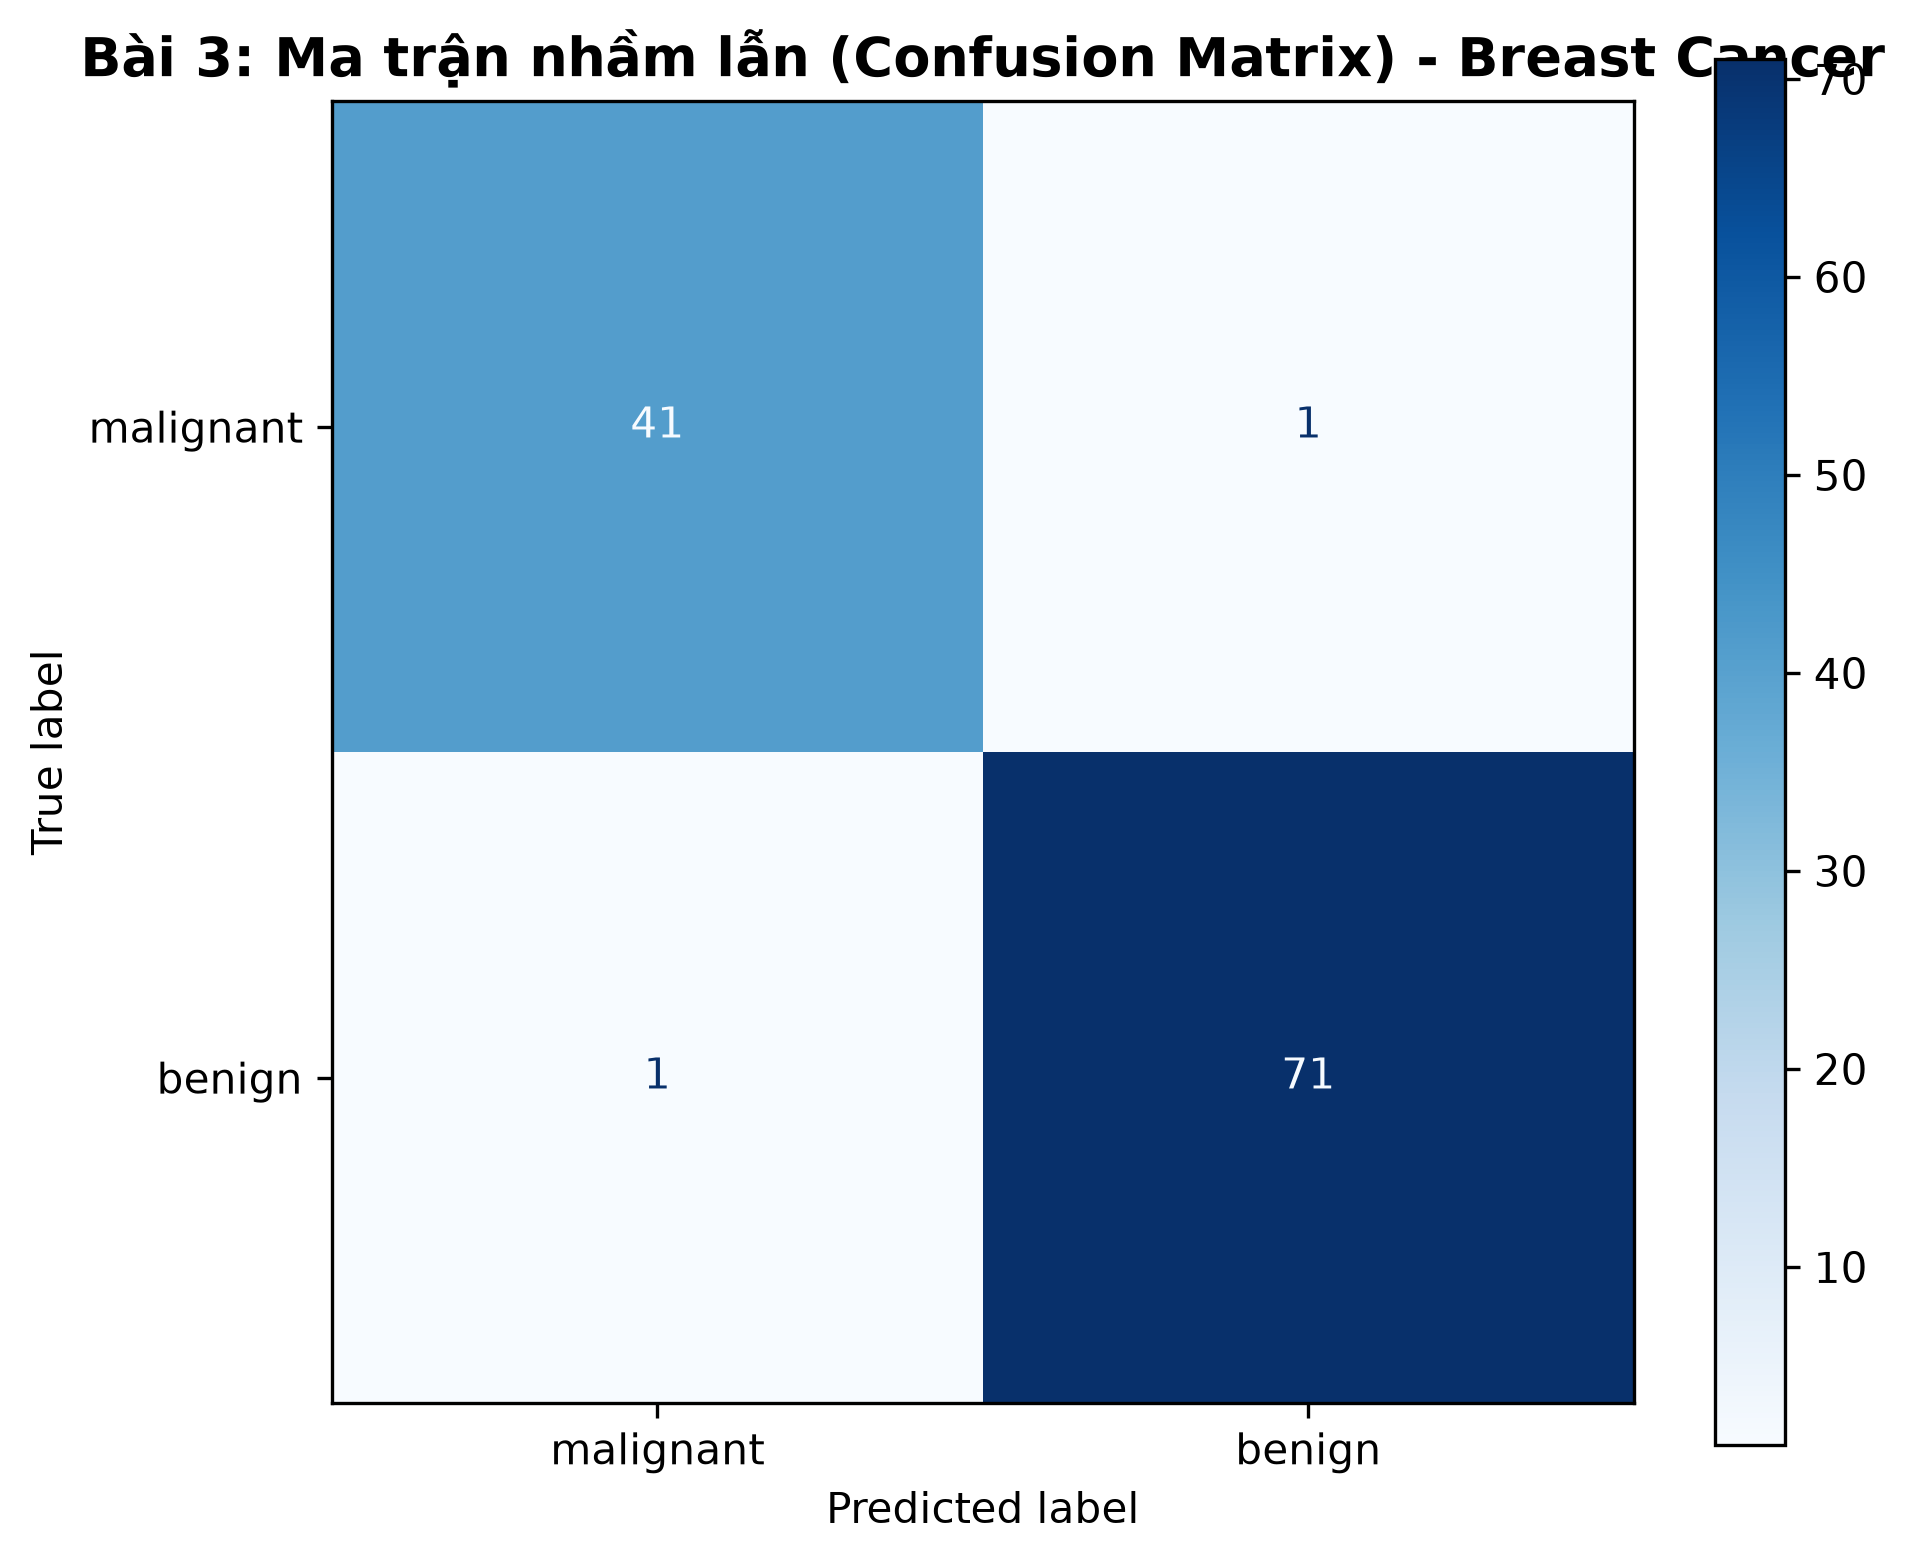 Bài 3: Ma trận nhầm lẫn (Confusion Matrix) - Breast Cancer
70
60
50
40
30
20
10
True label
malignant
41
1
benign
1
71
malignant
benign
Predicted label